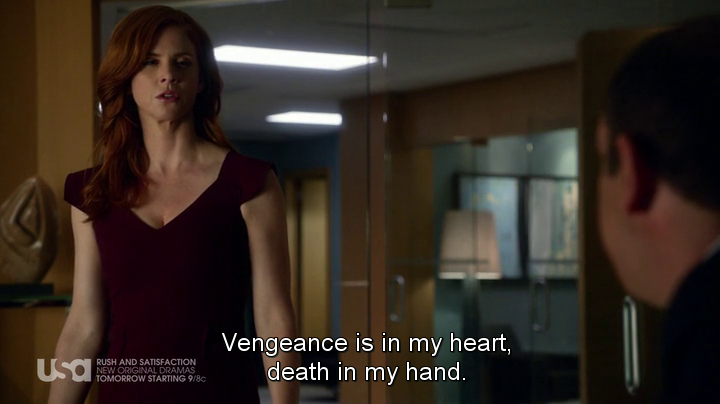 Vengeance is in my heart,
death in my hand.
usa
RUSH AND SATISFACTION
NEW ORIGINAL DRAMAS
TOMORROW STARTING 9/8c